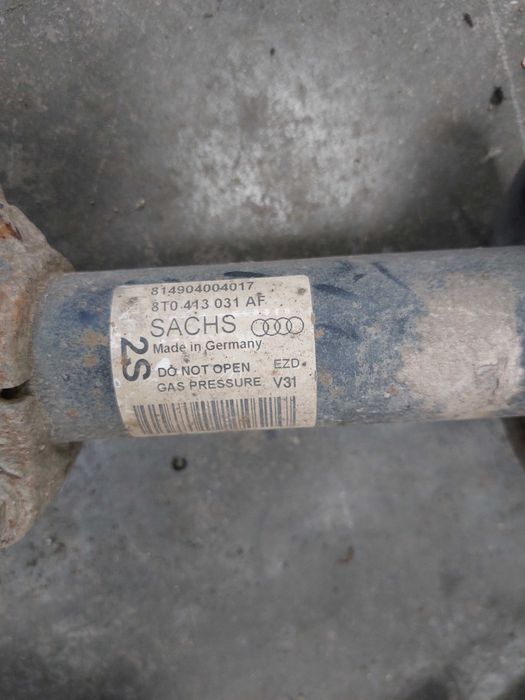 814904004017
8T0 413 031 AF
SACHS
Made in Germany
2S
DO NOT OPEN EZD
GAS PRESSURE V31